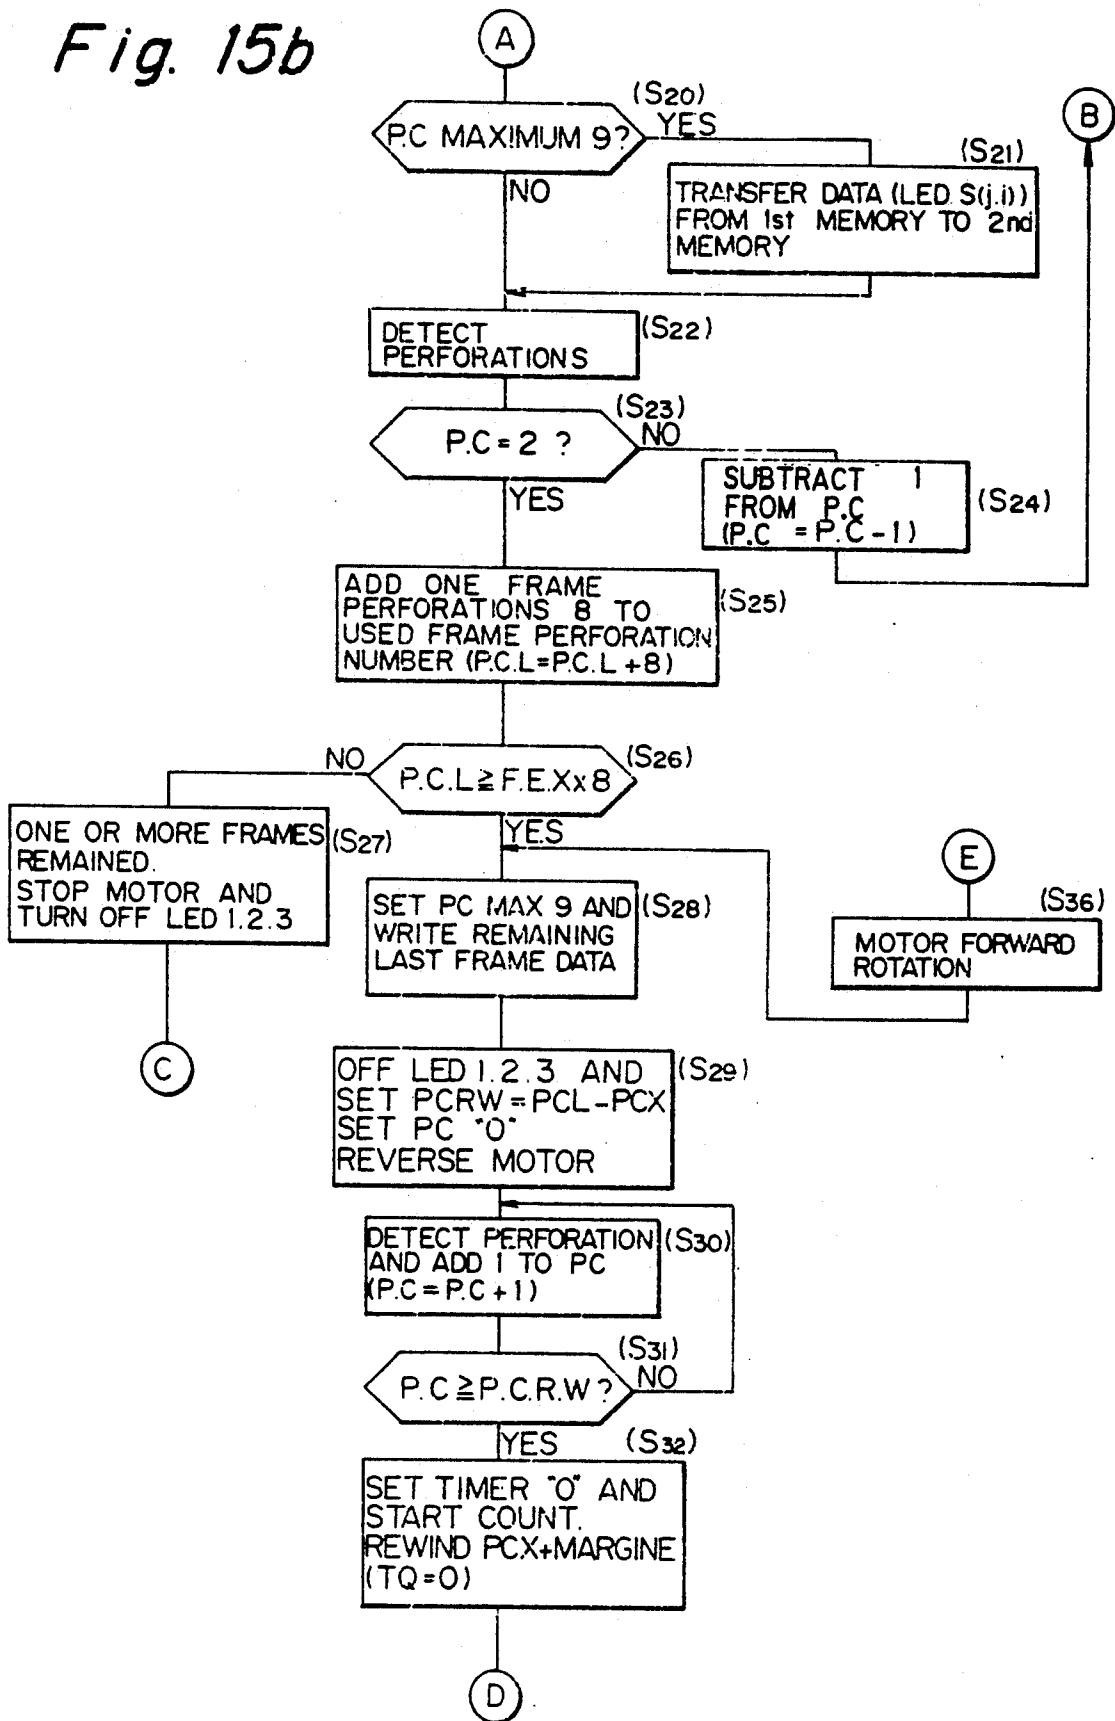 Fig. 15b
A
(S20)
P.C MAXIMUM 9?
YES
NO
B
(S21)
TRANSFER DATA (LED. S(j.i))
FROM 1st MEMORY TO 2nd
MEMORY
DETECT
PERFORATIONS
(S22)
(S23)
P.C = 2 ?
NO
YES
SUBTRACT 1
FROM P.C
(P.C = P.C - 1)
(S24)
ADD ONE FRAME
PERFORATIONS 8 TO
USED FRAME PERFORATION
NUMBER (P.C.L=P.C.L+8)
(S25)
(S26)
NO
P.C.L ≧ F.E.X x 8
YES
ONE OR MORE FRAMES
REMAINED.
STOP MOTOR AND
TURN OFF LED 1.2.3
(S27)
C
SET PC MAX 9 AND
WRITE REMAINING
LAST FRAME DATA
(S28)
E
(S36)
MOTOR FORWARD
ROTATION
OFF LED 1.2.3 AND
SET PCRW=PCL-PCX
SET PC "O"
REVERSE MOTOR
(S29)
DETECT PERFORATION
AND ADD 1 TO PC
(P.C = P.C + 1)
(S30)
(S31)
P.C ≧ P.C.R.W ?
NO
YES
(S32)
SET TIMER "O" AND
START COUNT.
REWIND PCX+MARGINE
(TQ=O)
D